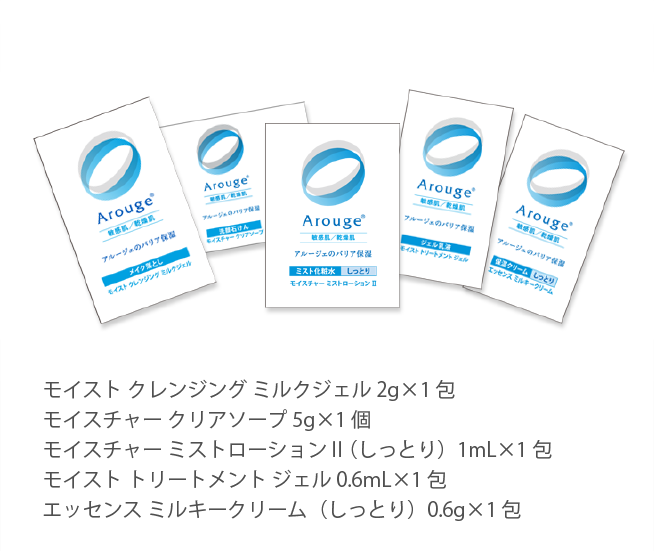 Arouge®
敏感肌／乾燥肌
アルージェのバリア保湿
メイク落とし
モイスト クレンジング ミルクジェル
Arouge®
敏感肌／乾燥肌
アルージェのバリア保湿
洗顔石けん
モイスチャー クリアソープ
Arouge®
敏感肌／乾燥肌
アルージェのバリア保湿
ミスト化粧水 しっとり
モイスチャー ミストローション II
Arouge®
敏感肌／乾燥肌
アルージェのバリア保湿
ジェル乳液
モイスト トリートメント ジェル
Arouge®
敏感肌／乾燥肌
アルージェのバリア保湿
保湿クリーム しっとり
エッセンス ミルキークリーム
モイスト クレンジング ミルクジェル 2g×1 包
モイスチャー クリアソープ 5g×1 個
モイスチャー ミストローション II（しっとり）1mL×1 包
モイスト トリートメント ジェル 0.6mL×1 包
エッセンス ミルキークリーム（しっとり）0.6g×1 包